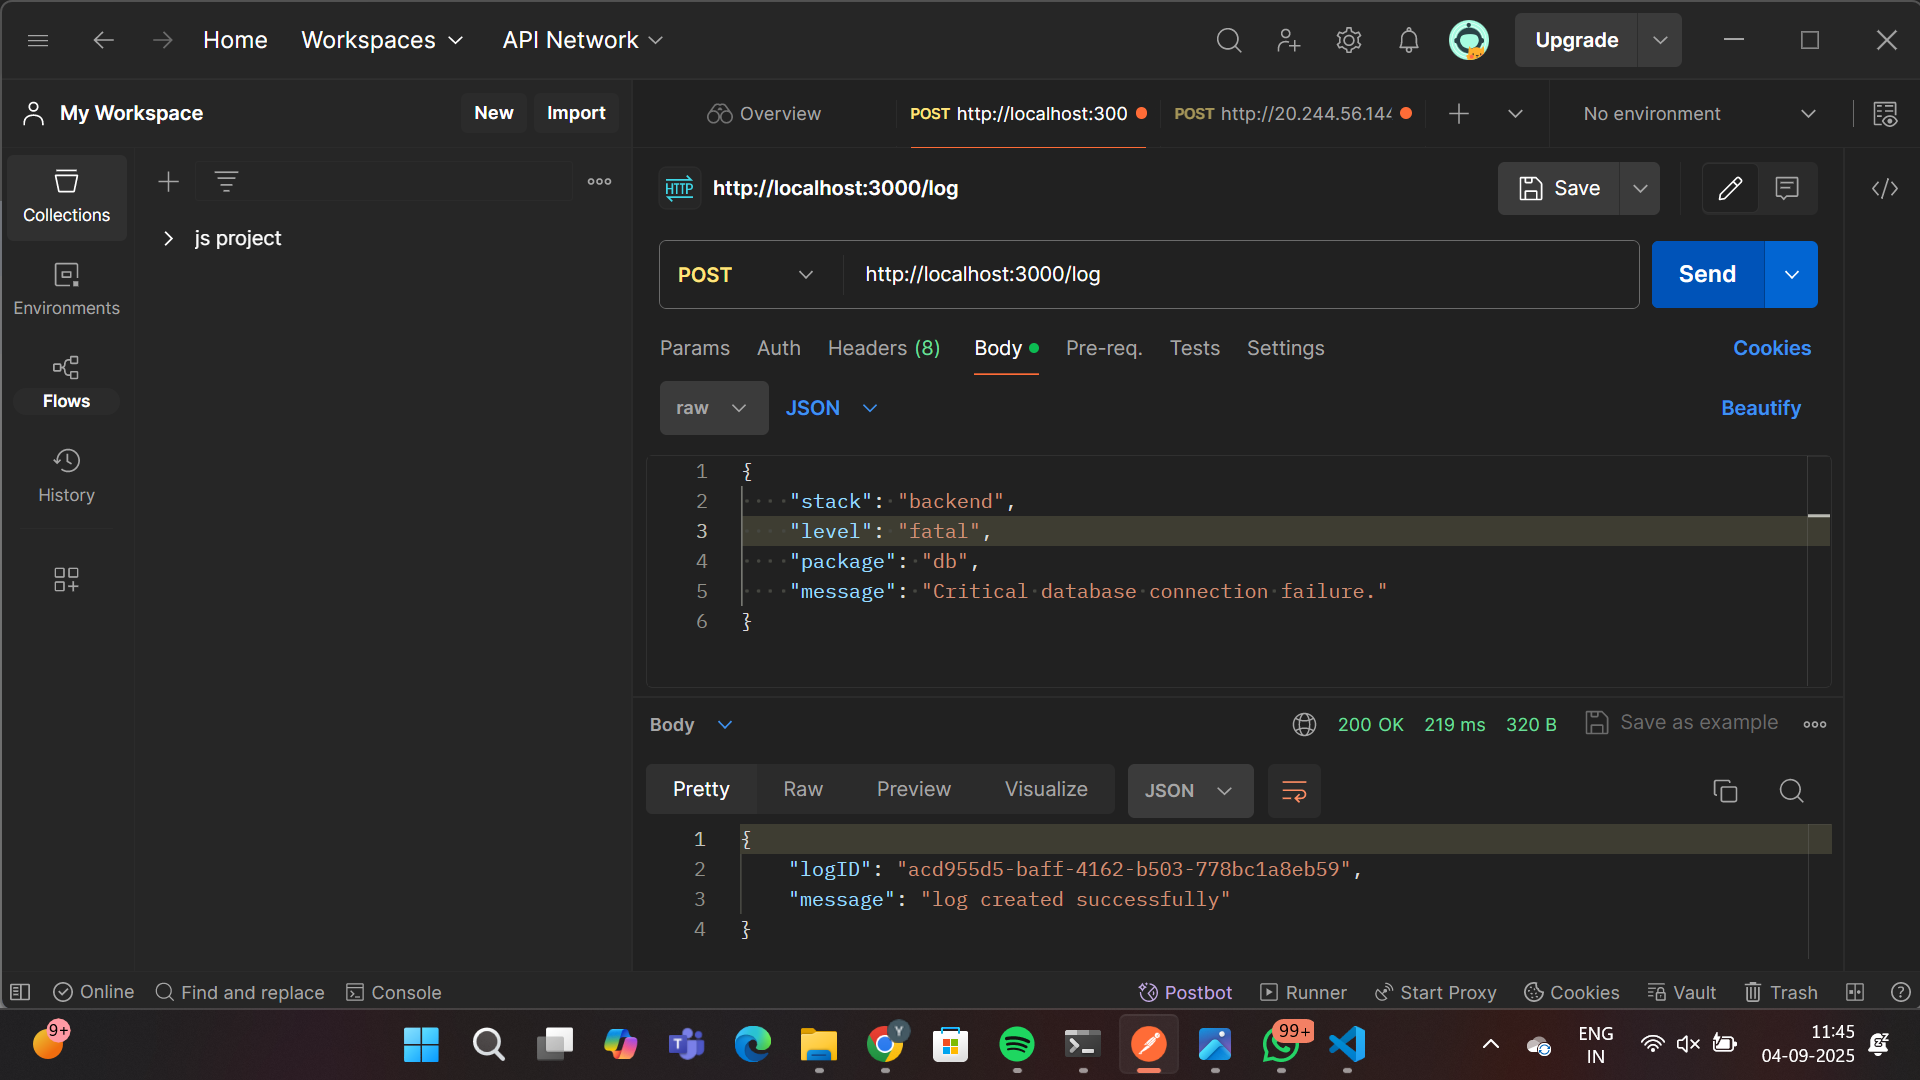 Home Workspaces API Network Upgrade
My Workspace New Import Overview POST http://localhost:300 POST http://20.244.56.144 No environment
Collections
js project
Environments
Flows
History
HTTP http://localhost:3000/log Save
POST http://localhost:3000/log Send
Params Auth Headers (8) Body Pre-req. Tests Settings Cookies
raw JSON Beautify
1 {
2 "stack": "backend",
3 "level": "fatal",
4 "package": "db",
5 "message": "Critical database connection failure."
6 }
Body 200 OK 219 ms 320 B Save as example
Pretty Raw Preview Visualize JSON
1 {
2 "logID": "acd955d5-baff-4162-b503-778bc1a8eb59",
3 "message": "log created successfully"
4 }
Online Find and replace Console Postbot Runner Start Proxy Cookies Vault Trash
9+ Y 99+ ENG 11:45
IN 04-09-2025